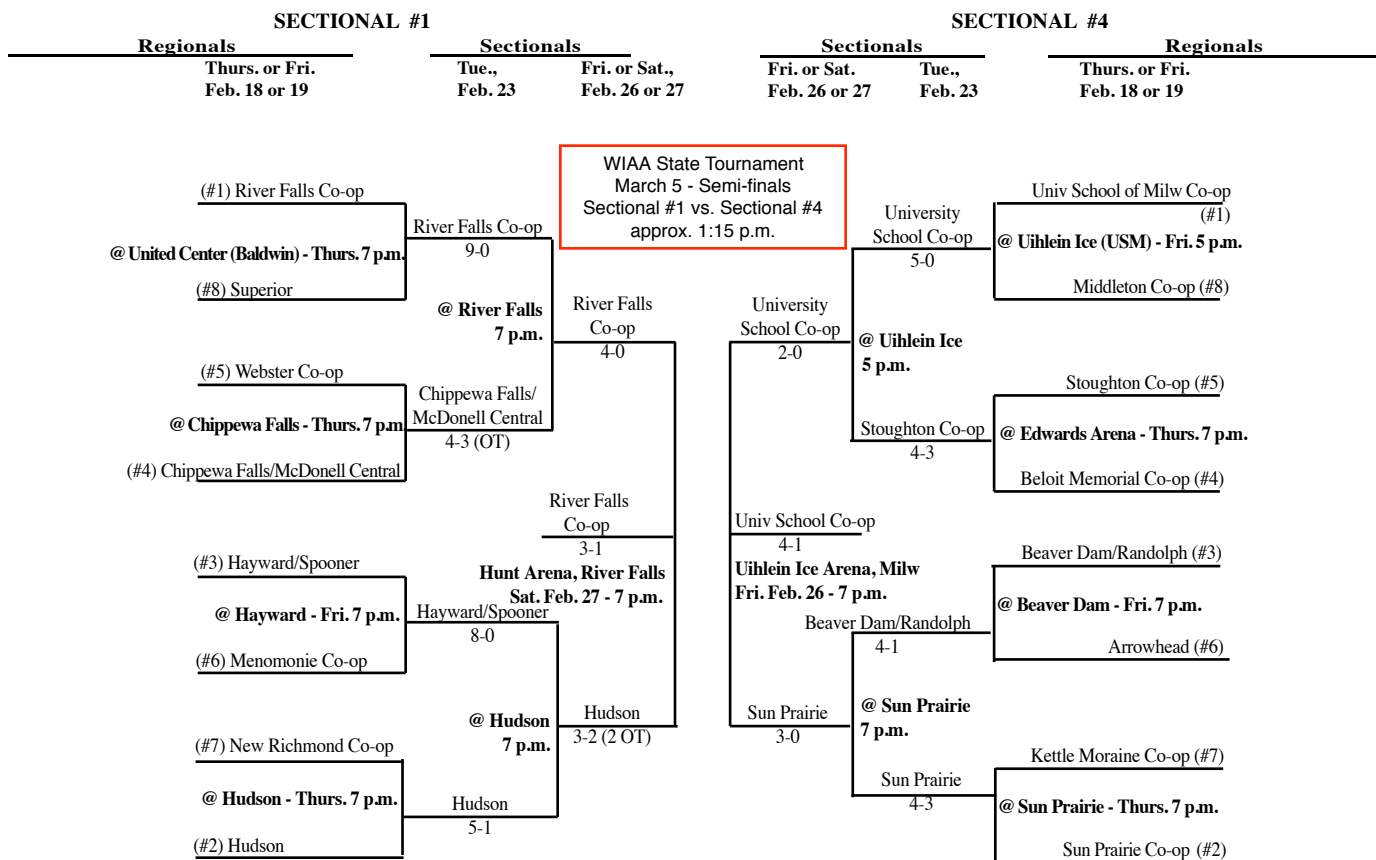 SECTIONAL #1
Regionals
Sectionals
Thurs. or Fri.
Feb. 18 or 19
Tue.,
Feb. 23
Fri. or Sat.,
Feb. 26 or 27
(#1) River Falls Co-op
@ United Center (Baldwin) - Thurs. 7 p.m.
(#8) Superior
River Falls Co-op
9-0
@ River Falls
7 p.m.
River Falls
Co-op
4-0
(#5) Webster Co-op
@ Chippewa Falls - Thurs. 7 p.m.
(#4) Chippewa Falls/McDonell Central
Chippewa Falls/
McDonell Central
4-3 (OT)
River Falls
Co-op
3-1
Hunt Arena, River Falls
Sat. Feb. 27 - 7 p.m.
(#3) Hayward/Spooner
@ Hayward - Fri. 7 p.m.
(#6) Menomonie Co-op
Hayward/Spooner
8-0
@ Hudson
7 p.m.
Hudson
3-2 (2 OT)
(#7) New Richmond Co-op
@ Hudson - Thurs. 7 p.m.
(#2) Hudson
Hudson
5-1
WIAA State Tournament
March 5 - Semi-finals
Sectional #1 vs. Sectional #4
approx. 1:15 p.m.
SECTIONAL #4
Sectionals
Regionals
Fri. or Sat.
Feb. 26 or 27
Tue.,
Feb. 23
Thurs. or Fri.
Feb. 18 or 19
Univ School of Milw Co-op
(#1)
@ Uihlein Ice (USM) - Fri. 5 p.m.
Middleton Co-op (#8)
University
School Co-op
5-0
@ Uihlein Ice
5 p.m.
University
School Co-op
2-0
Stoughton Co-op (#5)
@ Edwards Arena - Thurs. 7 p.m.
Beloit Memorial Co-op (#4)
Stoughton Co-op
4-3
Univ School Co-op
4-1
Uihlein Ice Arena, Milw
Fri. Feb. 26 - 7 p.m.
Beaver Dam/Randolph (#3)
@ Beaver Dam - Fri. 7 p.m.
Arrowhead (#6)
Beaver Dam/Randolph
4-1
@ Sun Prairie
7 p.m.
Sun Prairie
3-0
Kettle Moraine Co-op (#7)
@ Sun Prairie - Thurs. 7 p.m.
Sun Prairie Co-op (#2)
Sun Prairie
4-3